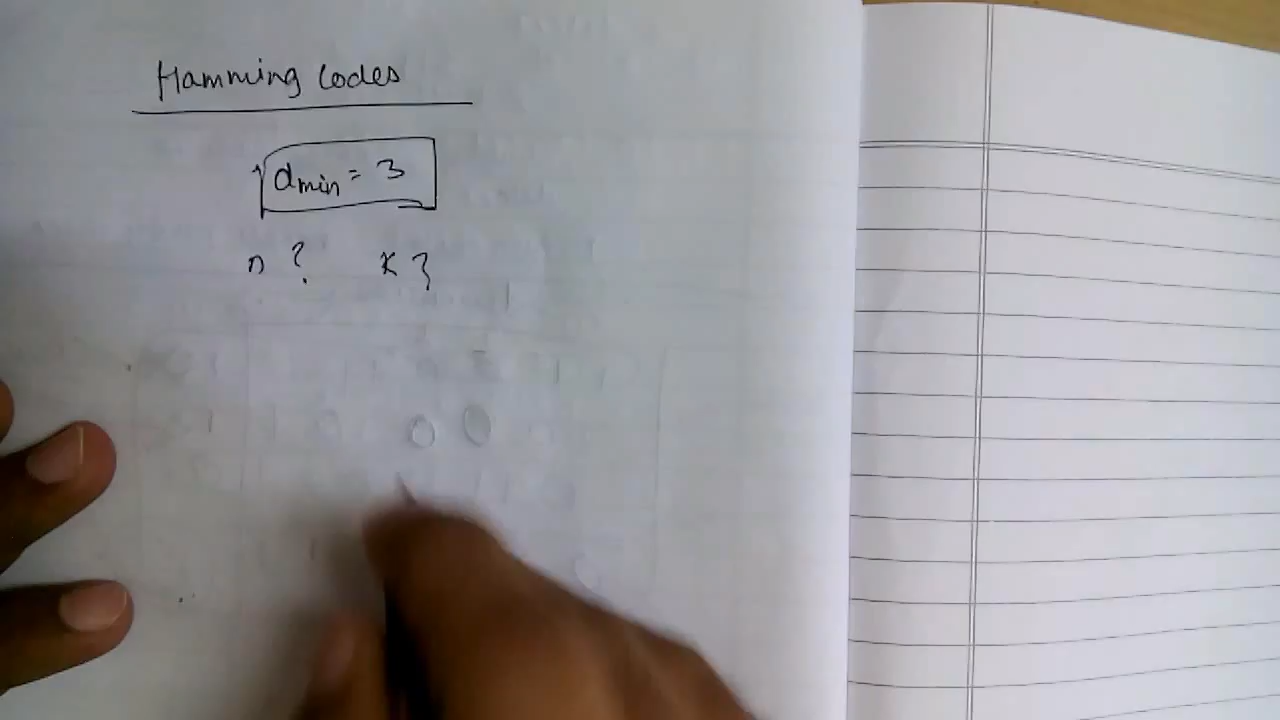 Hamming Codes
dmin = 3
n ? k ?